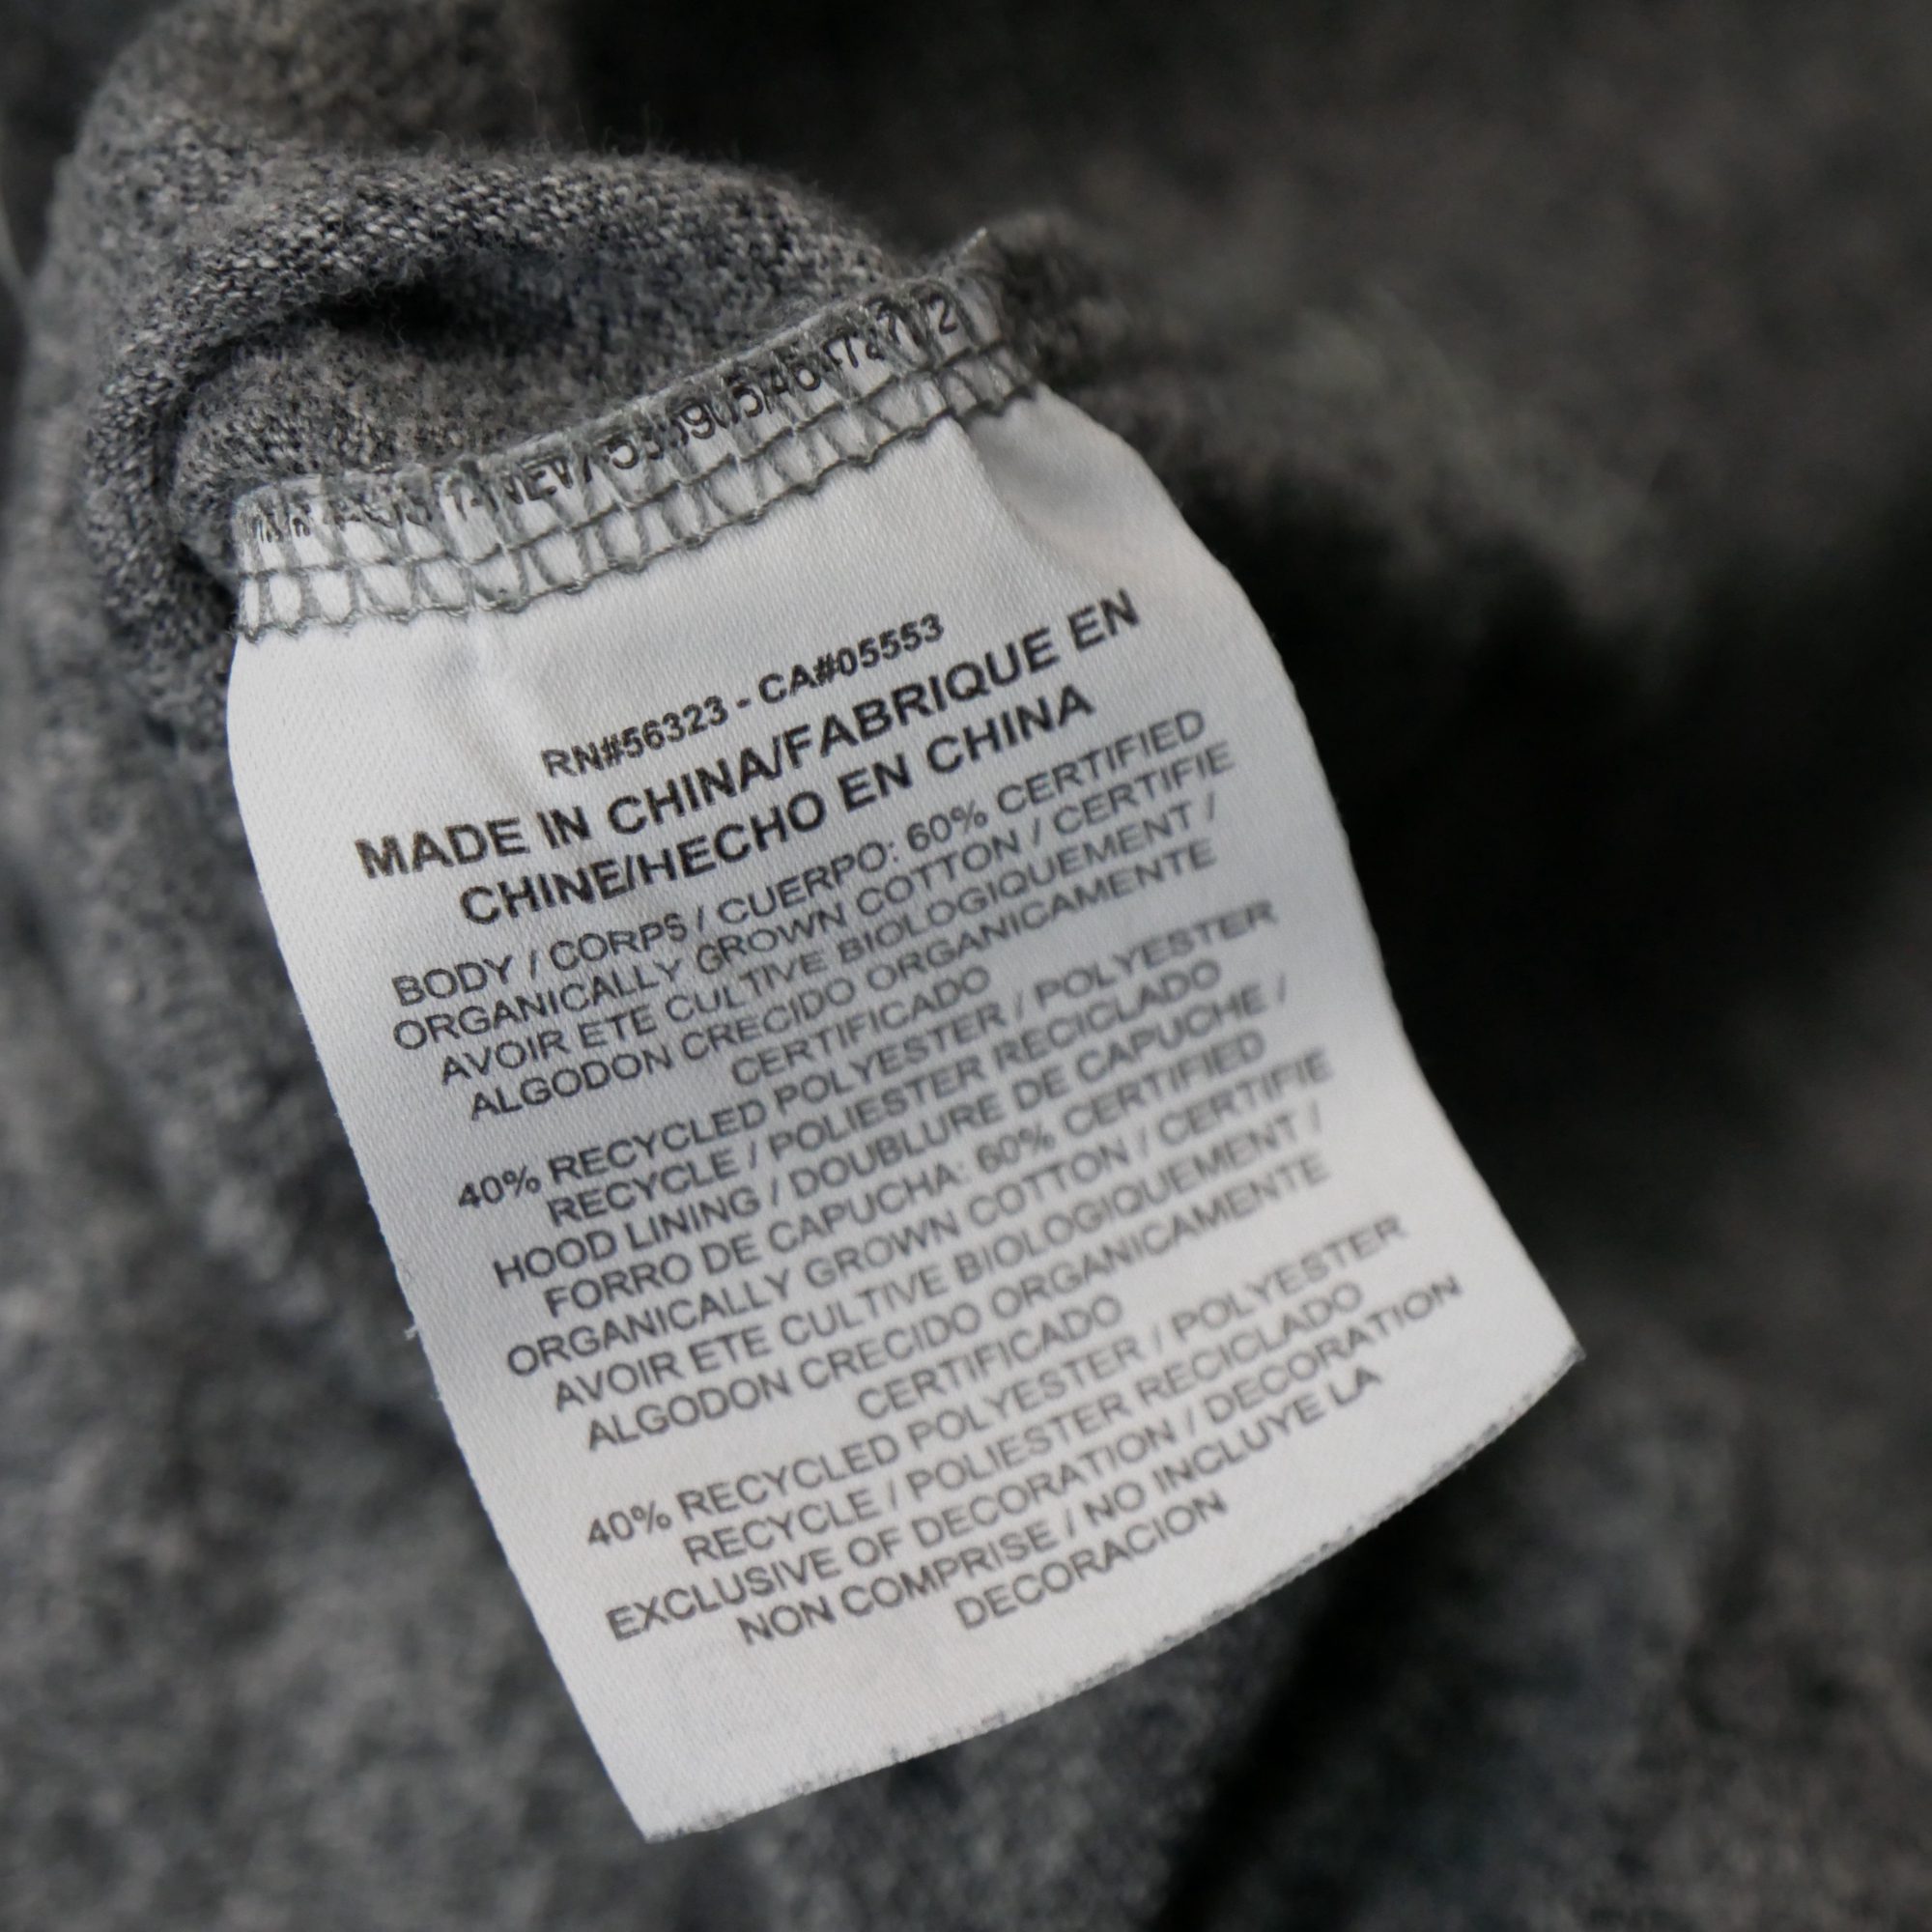 RN#56323 - CA#05553
MADE IN CHINA/FABRIQUE EN
CHINE/HECHO EN CHINA
BODY / CORPS / CUERPO: 60% CERTIFIED
ORGANICALLY GROWN COTTON / CERTIFIE
AVOIR ETE CULTIVE BIOLOGIQUEMENT /
ALGODON CRECIDO ORGANICAMENTE
CERTIFICADO
40% RECYCLED POLYESTER / POLYESTER
RECYCLE / POLIESTER RECICLADO
HOOD LINING / DOUBLURE DE CAPUCHE /
FORRO DE CAPUCHA: 60% CERTIFIED
ORGANICALLY GROWN COTTON / CERTIFIE
AVOIR ETE CULTIVE BIOLOGIQUEMENT /
ALGODON CRECIDO ORGANICAMENTE
CERTIFICADO
40% RECYCLED POLYESTER / POLYESTER
RECYCLE / POLIESTER RECICLADO
EXCLUSIVE OF DECORATION / DECORATION
NON COMPRISE / NO INCLUYE LA
DECORACION